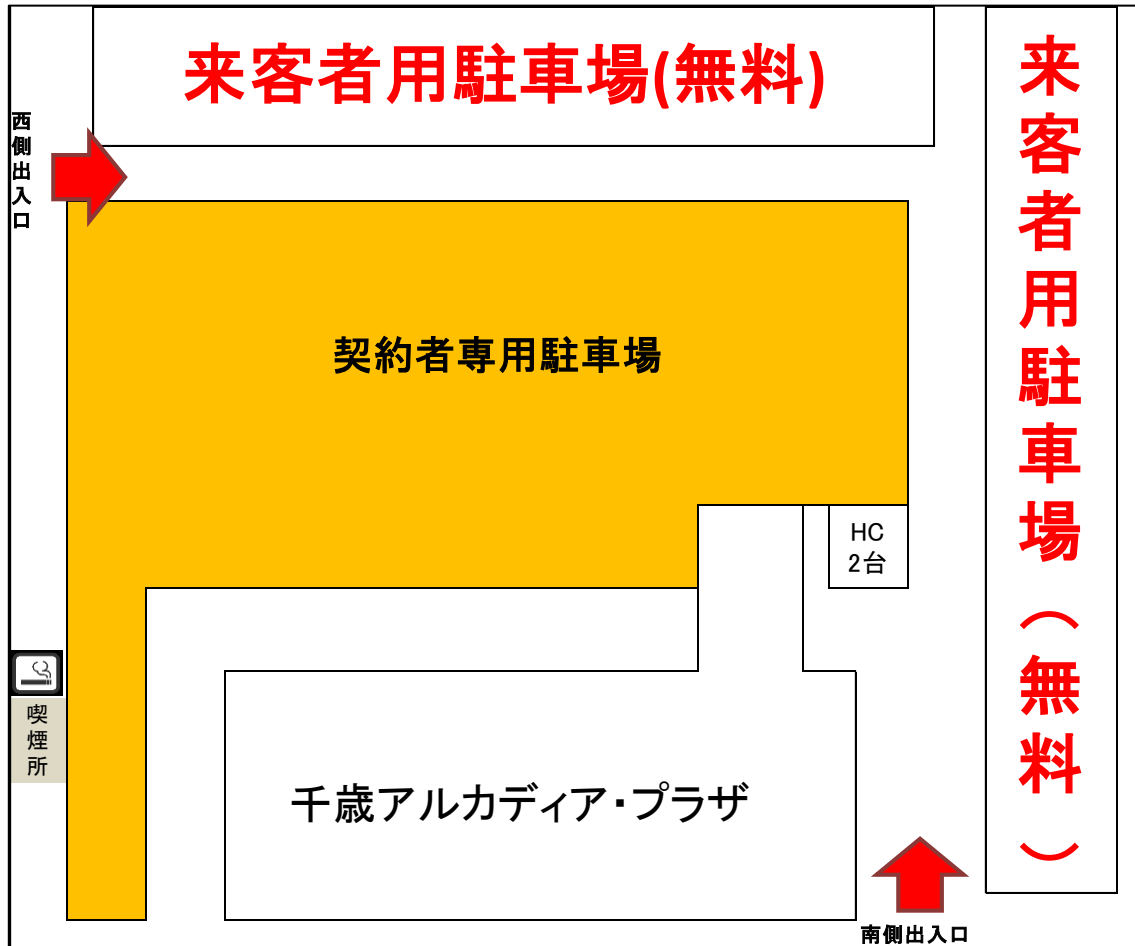 来客者用駐車場(無料)
来客者用駐車場(無料)
西側出入口
契約者専用駐車場
HC
2台
喫煙所
千歳アルカディア・プラザ
南側出入口